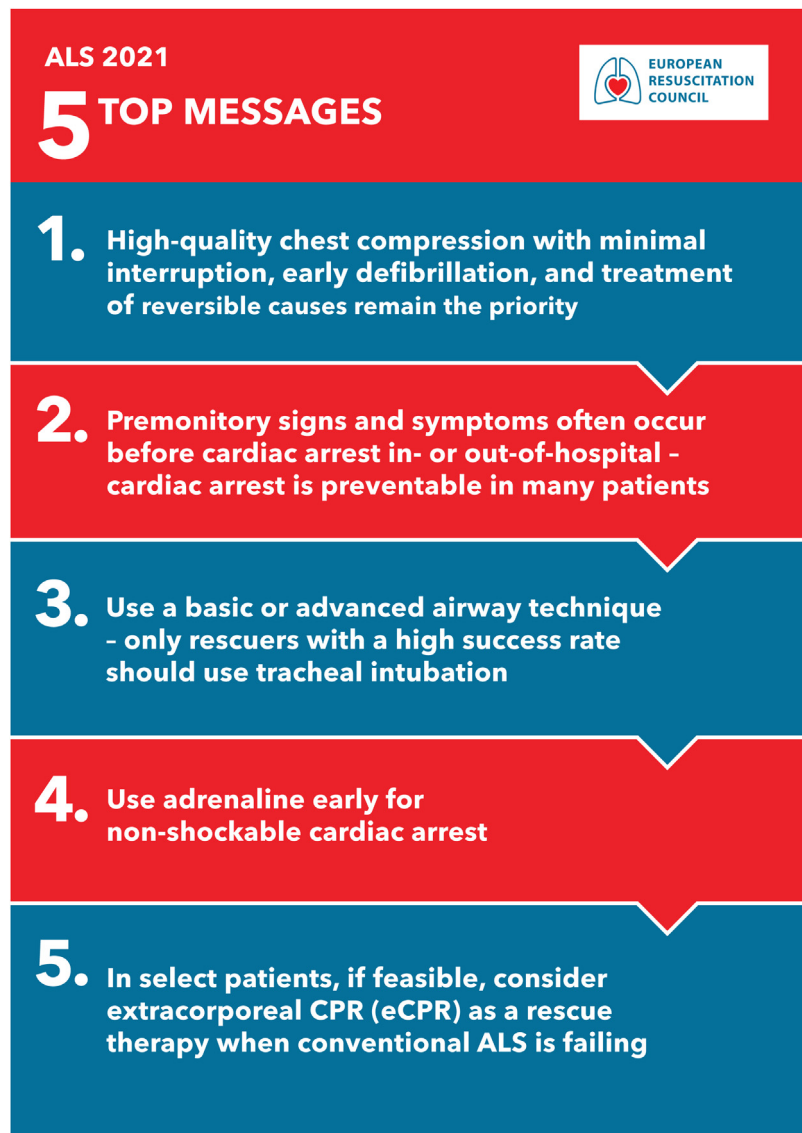 ALS 2021
5 TOP MESSAGES
EUROPEAN
RESUSCITATION
COUNCIL
1. High-quality chest compression with minimal
interruption, early defibrillation, and treatment
of reversible causes remain the priority
2. Premonitory signs and symptoms often occur
before cardiac arrest in- or out-of-hospital –
cardiac arrest is preventable in many patients
3. Use a basic or advanced airway technique
– only rescuers with a high success rate
should use tracheal intubation
4. Use adrenaline early for
non-shockable cardiac arrest
5. In select patients, if feasible, consider
extracorporeal CPR (eCPR) as a rescue
therapy when conventional ALS is failing